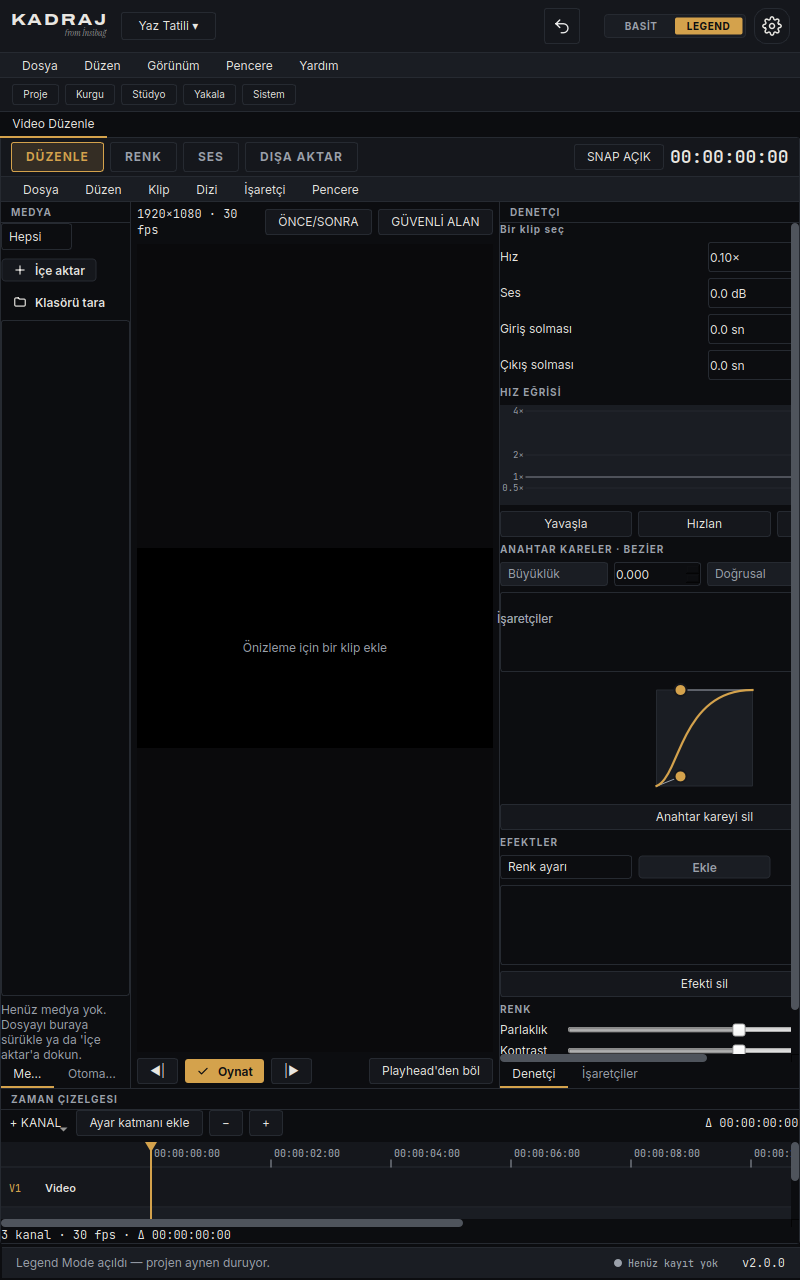 KADRAJ
from Insibaf
Yaz Tatili ▾
BASİT
LEGEND
Dosya Düzen Görünüm Pencere Yardım
Proje Kurgu Stüdyo Yakala Sistem
Video Düzenle
DÜZENLE RENK SES DIŞA AKTAR
SNAP AÇIK 00:00:00:00
Dosya Düzen Klip Dizi İşaretçi Pencere
MEDYA
Hepsi
+ İçe aktar
Klasörü tara
Henüz medya yok.
Dosyayı buraya
sürükle ya da 'İçe
aktar'a dokun.
Me... Otoma...
1920×1080 · 30
fps
ÖNCE/SONRA GÜVENLİ ALAN
Önizleme için bir klip ekle
Oynat
Playhead'den böl
DENETÇI
Bir klip seç
Hız 0.10×
Ses 0.0 dB
Giriş solması 0.0 sn
Çıkış solması 0.0 sn
HIZ EĞRİSİ
4×
2×
1×
0.5×
Yavaşla Hızlan
ANAHTAR KARELER · BEZİER
Büyüklük 0.000 Doğrusal
İşaretçiler
Anahtar kareyi sil
EFEKTLER
Renk ayarı Ekle
Efekti sil
RENK
Parlaklık
Kontrast
Denetçi İşaretçiler
ZAMAN ÇIZELGESI
+ KANAL Ayar katmanı ekle − + Δ 00:00:00:00
00:00:00:00 00:00:02:00 00:00:04:00 00:00:06:00 00:00:08:00 00:00:
V1 Video
3 kanal · 30 fps · Δ 00:00:00:00
Legend Mode açıldı — projen aynen duruyor.
Henüz kayıt yok v2.0.0